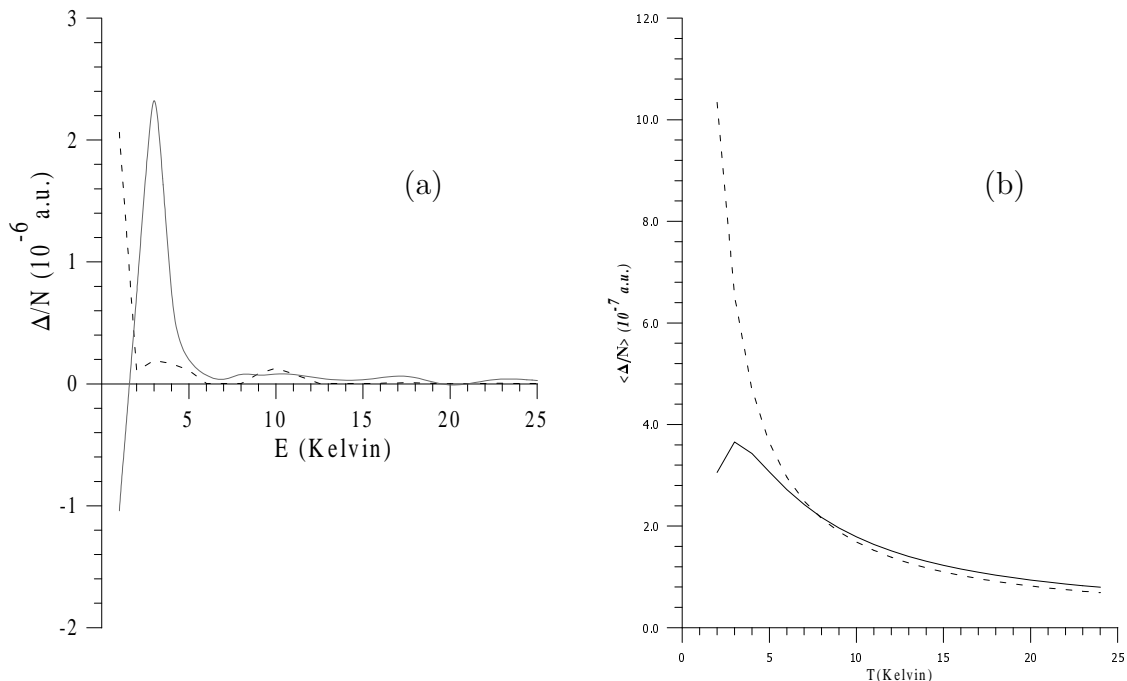 3
2
1
0
-1
-2
Δ/N (10^-6 a.u.)
5 10 15 20 25
E (Kelvin)
(a)
12.0
10.0
8.0
6.0
4.0
2.0
0.0
<Δ/N> (10^-7 a.u.)
0 5 10 15 20 25
T(Kelvin)
(b)